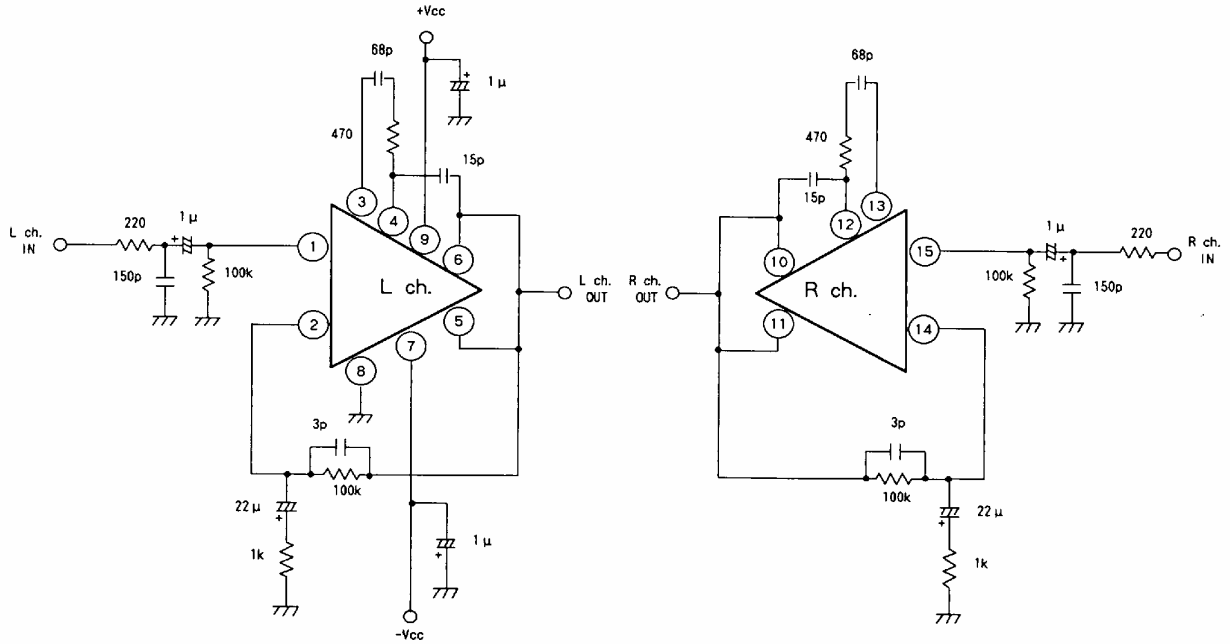 +Vcc
68p
+
1 μ
470
15p
3
4
9
6
L ch.
IN
220
1 μ
+
150p
100k
1
2
L ch.
5
7
8
L ch.
OUT
3p
100k
22 μ
+
1k
+
1 μ
-Vcc
68p
470
15p
13
12
10
11
R ch.
OUT
R ch.
15
14
1 μ
+
220
100k
150p
R ch.
IN
3p
100k
22 μ
+
1k